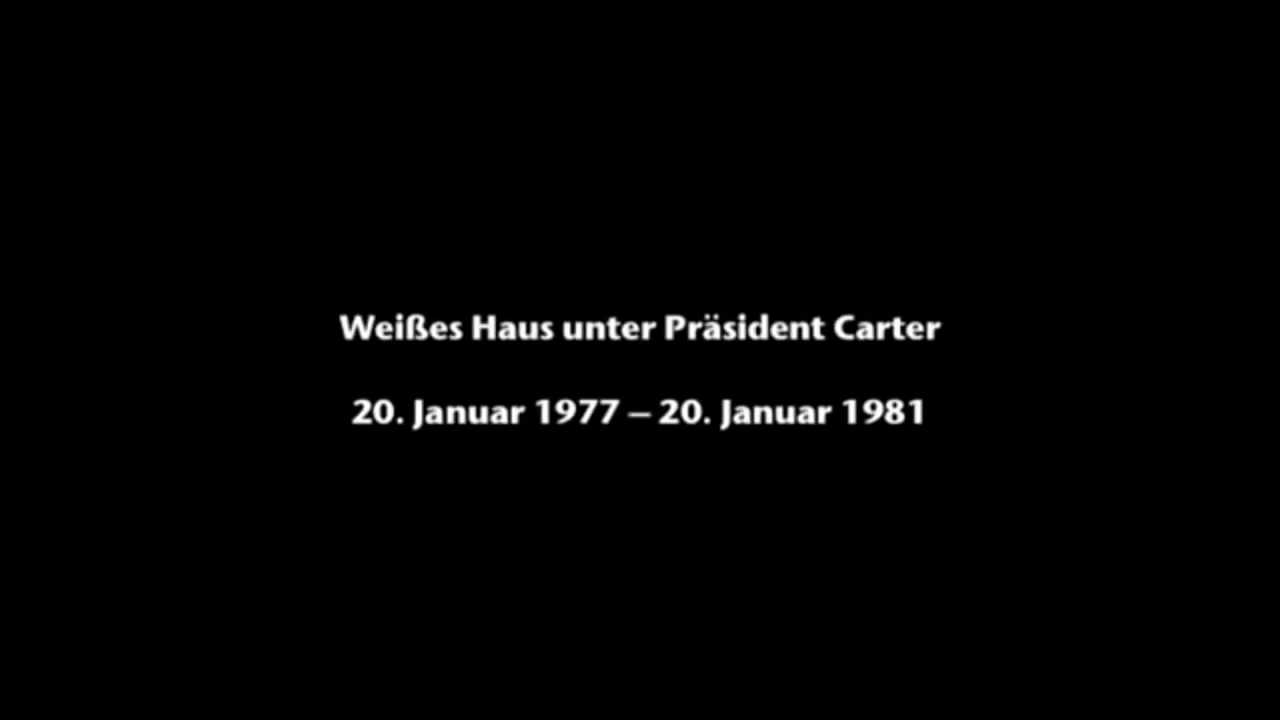 Weißes Haus unter Präsident Carter
20. Januar 1977 – 20. Januar 1981